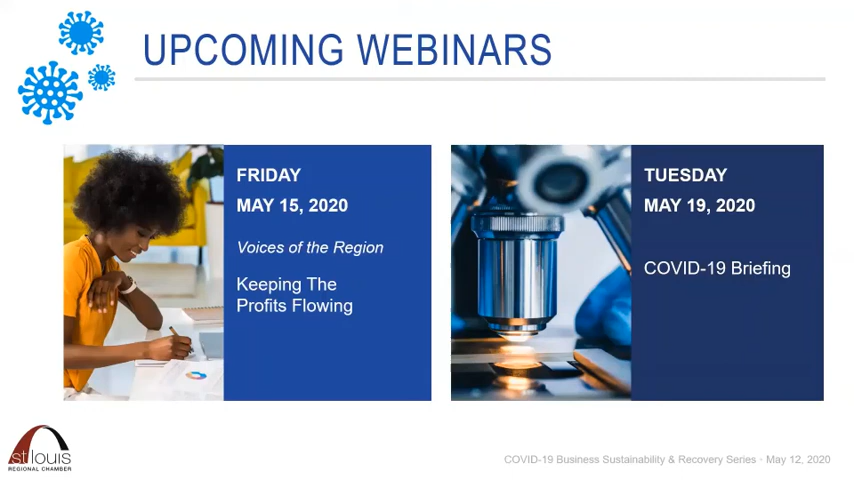 UPCOMING WEBINARS
FRIDAY
MAY 15, 2020
Voices of the Region
Keeping The
Profits Flowing
TUESDAY
MAY 19, 2020
COVID-19 Briefing
st louis
REGIONAL CHAMBER
COVID-19 Business Sustainability & Recovery Series · May 12, 2020